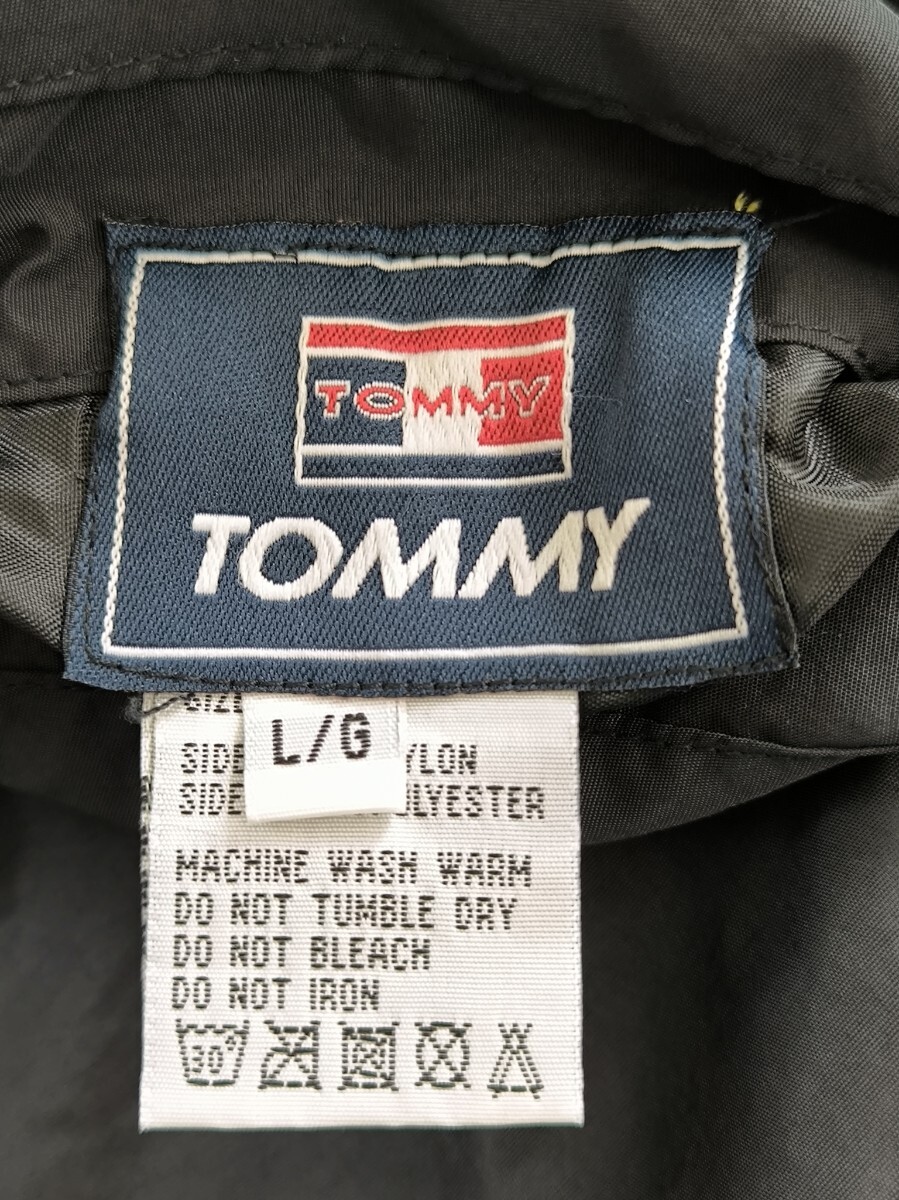 TOMMY
TOMMY
SIZE
L/G
SIDE YLON
SIDE LYESTER
MACHINE WASH WARM
DO NOT TUMBLE DRY
DO NOT BLEACH
DO NOT IRON
30°